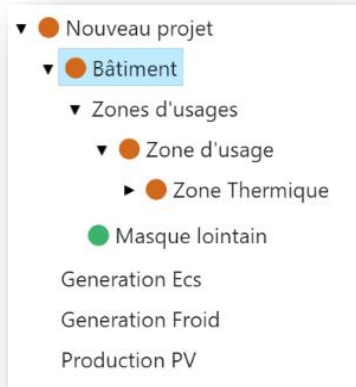 Nouveau projet
Bâtiment
Zones d'usages
Zone d'usage
Zone Thermique
Masque lointain
Generation Ecs
Generation Froid
Production PV